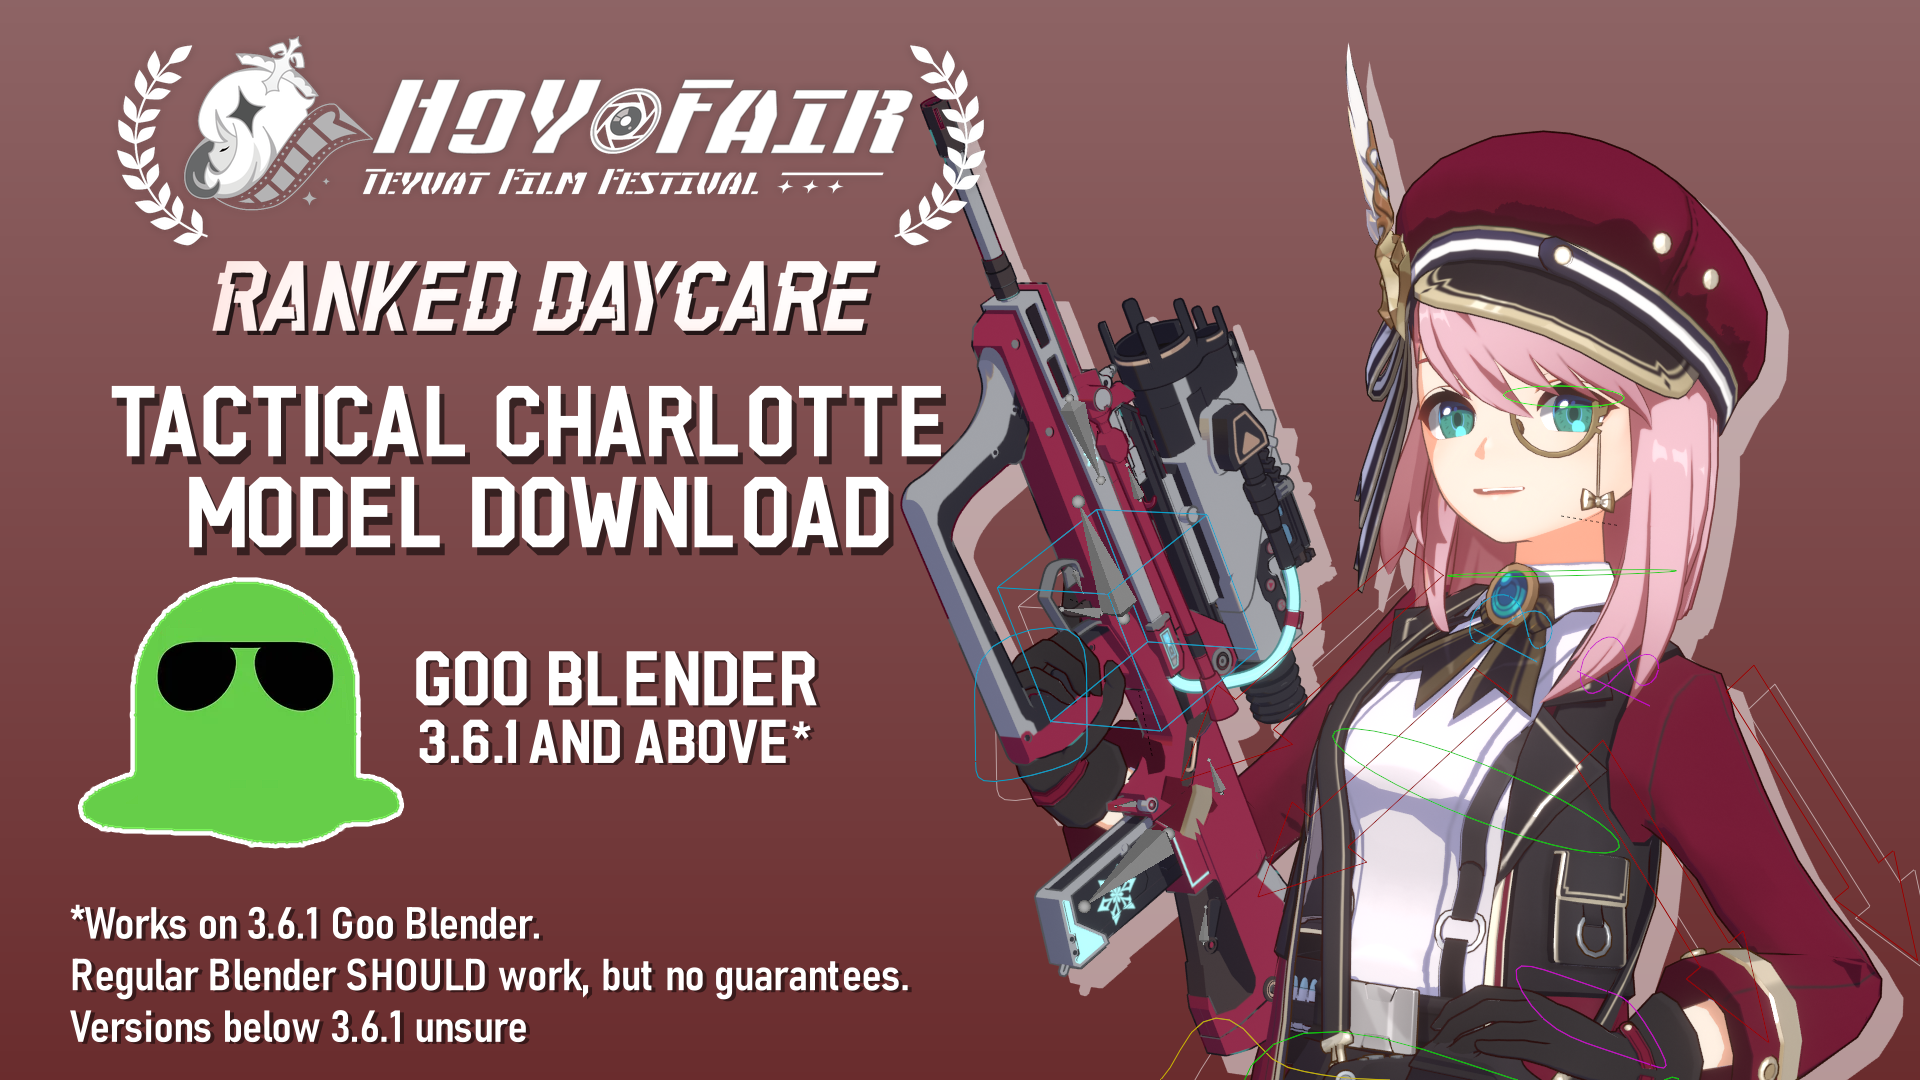 HoYoFair
Teyvat Film Festival
RANKED DAYCARE
TACTICAL CHARLOTTE
MODEL DOWNLOAD
GOO BLENDER
3.6.1 AND ABOVE*
*Works on 3.6.1 Goo Blender.
Regular Blender SHOULD work, but no guarantees.
Versions below 3.6.1 unsure